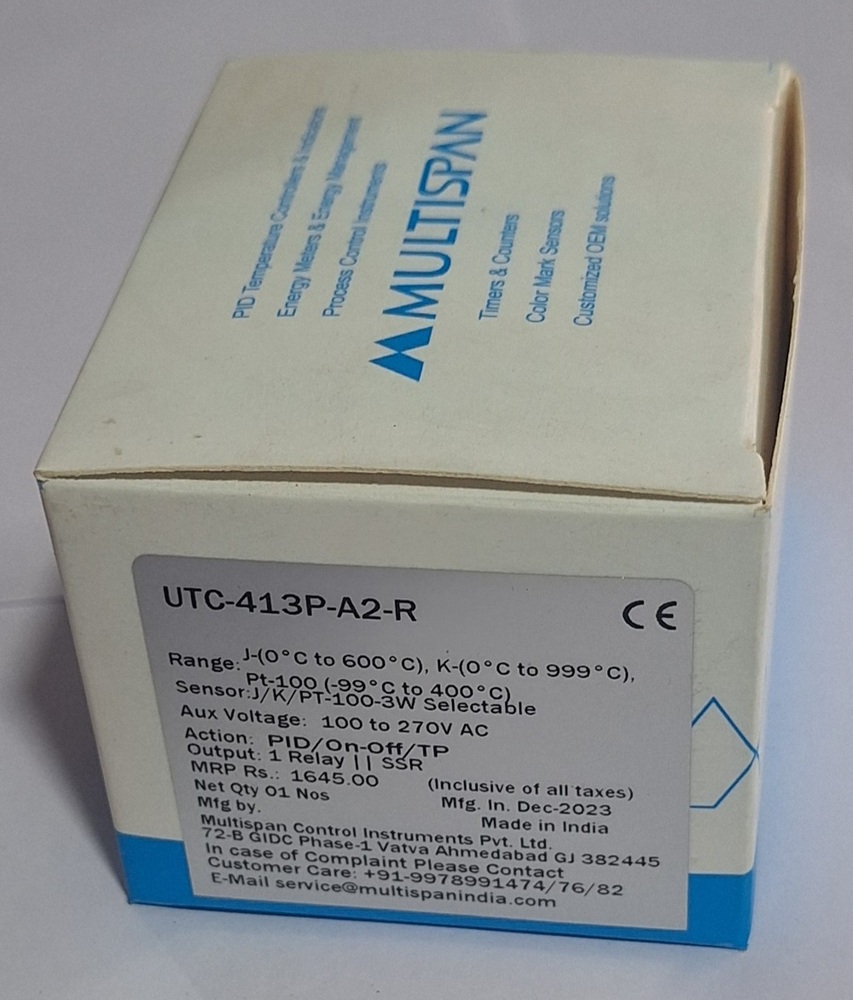 PID Temperature Controllers & Indicators
Energy Meters & Energy Management
Process Control Instruments
MULTISPAN
Timers & Counters
Color Mark Sensors
Customized OEM solutions
UTC-413P-A2-R
CE
Range: J-(0°C to 600°C), K-(0°C to 999°C),
Pt-100 (-99°C to 400°C)
Sensor:J/K/PT-100-3W Selectable
Aux Voltage: 100 to 270V AC
Action: PID/On-Off/TP
Output: 1 Relay || SSR
MRP Rs.: 1645.00 (Inclusive of all taxes)
Net Qty 01 Nos Mfg. In. Dec-2023
Mfg by. Made in India
Multispan Control Instruments Pvt. Ltd.
72-B GIDC Phase-1 Vatva Ahmedabad GJ 382445
In case of Complaint Please Contact
Customer Care: +91-9978991474/76/82
E-Mail service@multispanindia.com